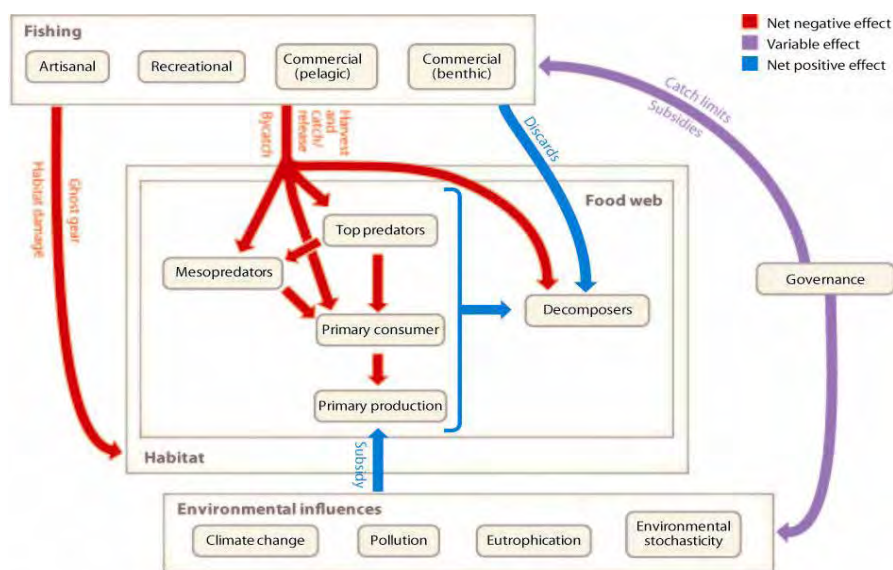 Fishing
Artisanal
Recreational
Commercial
(pelagic)
Commercial
(benthic)
Net negative effect
Variable effect
Net positive effect
Catch limits
Subsidies
Harvest
and
catch/
release
Bycatch
Discards
Ghost gear
Habitat damage
Food web
Top predators
Mesopredators
Primary consumer
Decomposers
Primary production
Governance
Habitat
Subsidy
Environmental influences
Climate change
Pollution
Eutrophication
Environmental
stochasticity